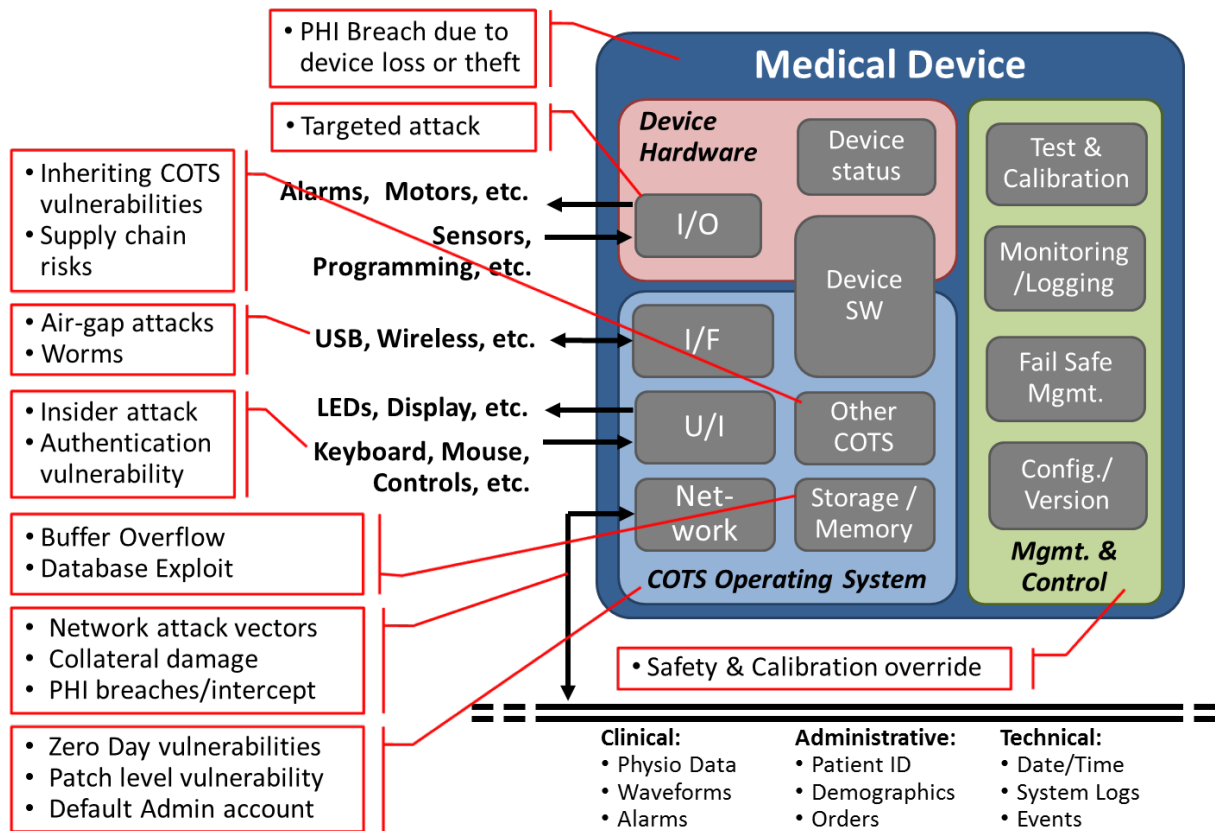 • PHI Breach due to
device loss or theft
• Targeted attack
• Inheriting COTS
vulnerabilities
• Supply chain
risks
• Air-gap attacks
• Worms
• Insider attack
• Authentication
vulnerability
• Buffer Overflow
• Database Exploit
• Network attack vectors
• Collateral damage
• PHI breaches/intercept
• Zero Day vulnerabilities
• Patch level vulnerability
• Default Admin account
Alarms, Motors, etc.
Sensors,
Programming, etc.
USB, Wireless, etc.
LEDs, Display, etc.
Keyboard, Mouse,
Controls, etc.
Medical Device
Device
Hardware
Device
status
I/O
Device
SW
I/F
U/I
Other
COTS
Net-
work
Storage /
Memory
COTS Operating System
Test &
Calibration
Monitoring
/Logging
Fail Safe
Mgmt.
Config./
Version
Mgmt. &
Control
• Safety & Calibration override
Clinical:
• Physio Data
• Waveforms
• Alarms
Administrative:
• Patient ID
• Demographics
• Orders
Technical:
• Date/Time
• System Logs
• Events